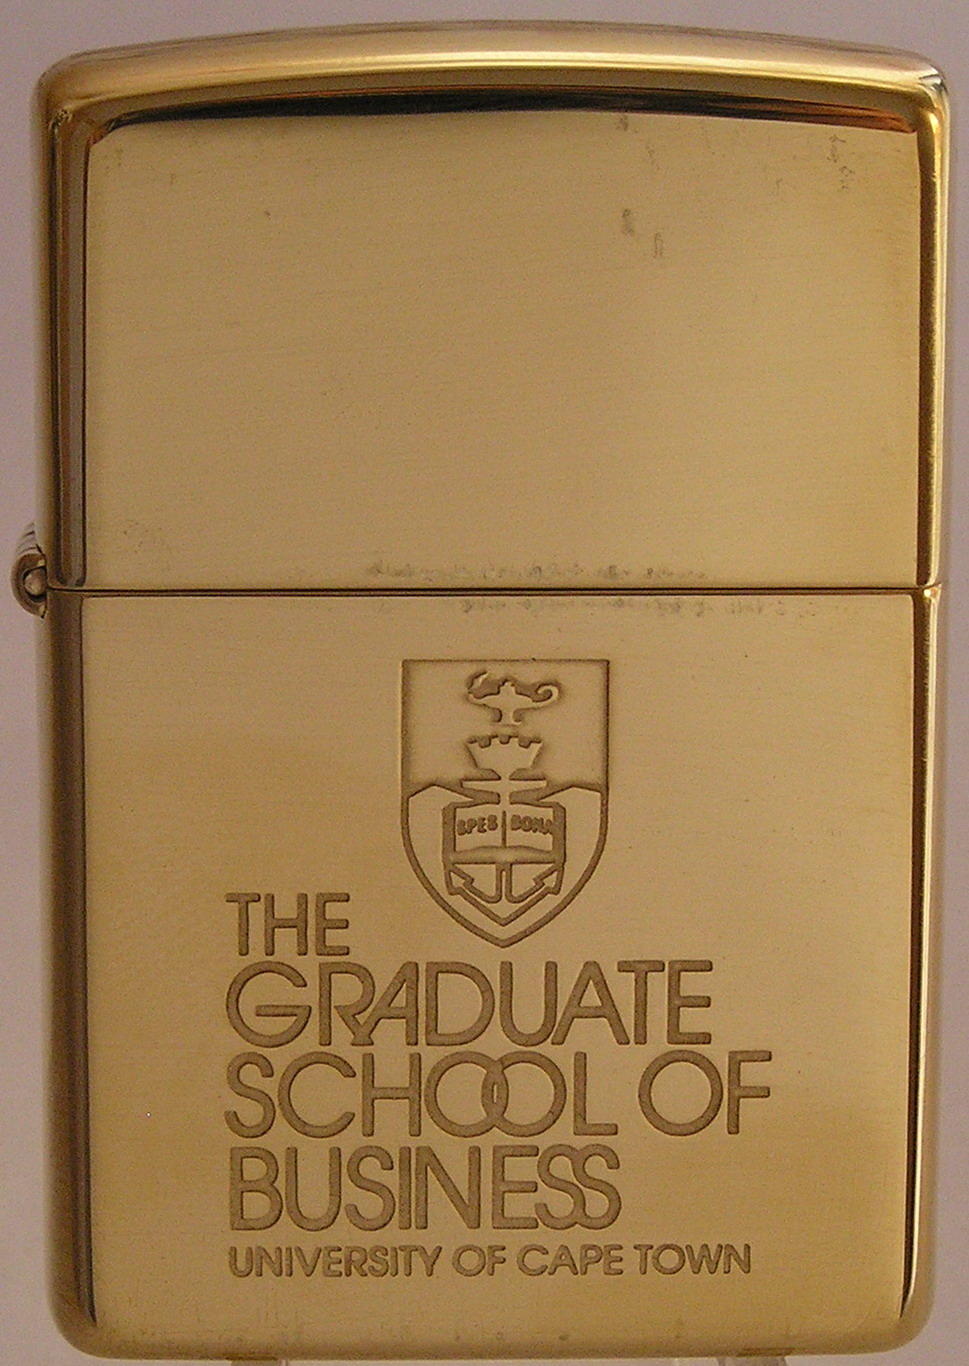 SPES BONA
THE
GRADUATE
SCHOOL OF
BUSINESS
UNIVERSITY OF CAPE TOWN